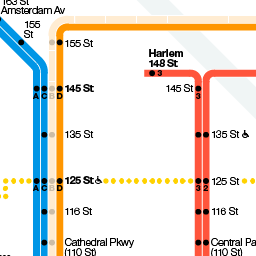 163 St
Amsterdam Av
155
St
155 St
Harlem
148 St
3
145 St
A C B D
145 St
3
135 St
135 St
125 St
A C B D
125 St
3 2
116 St
116 St
Cathedral Pkwy
(110 St)
Central Pa
(110 St)